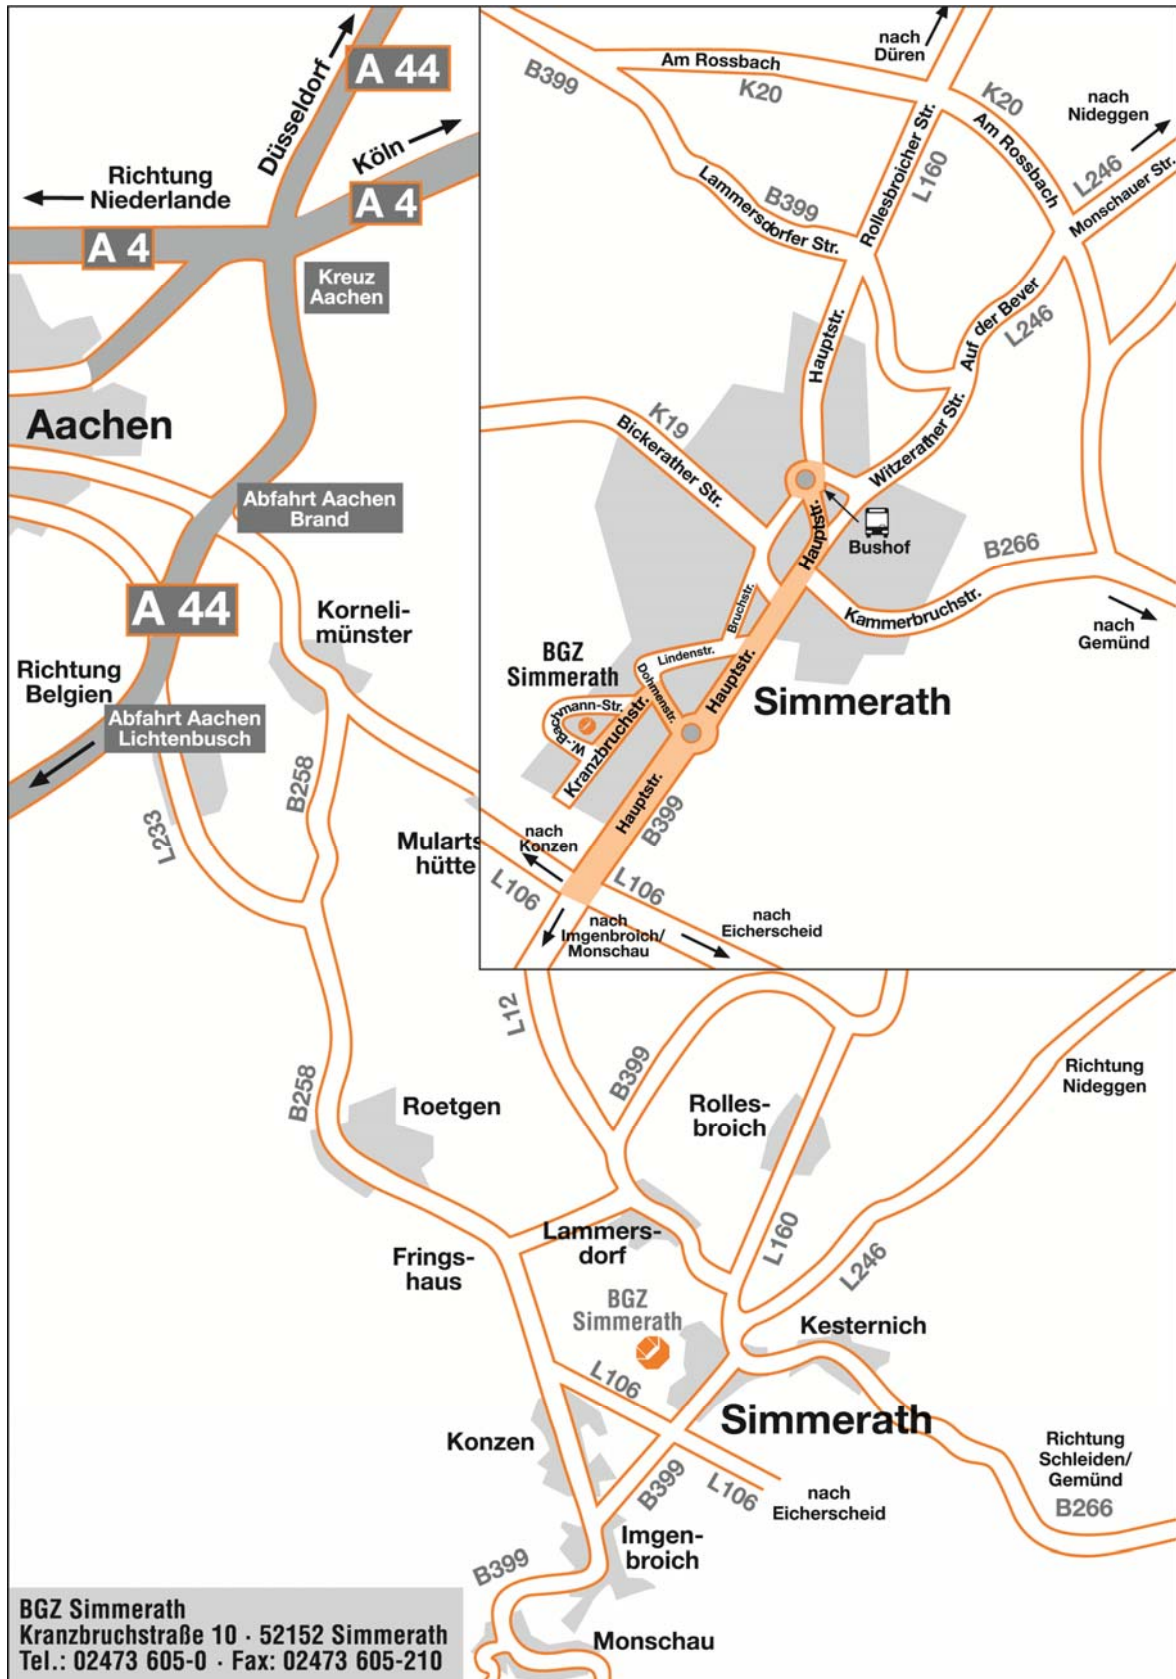 Düsseldorf
A 44
Köln
A 4
Richtung
Niederlande
A 4
Kreuz
Aachen
Aachen
Abfahrt Aachen
Brand
A 44
Korneli-
münster
Richtung
Belgien
Abfahrt Aachen
Lichtenbusch
B258
L233
Mularts
hütte
nach
Düren
B399
Am Rossbach
K20
K20
Am Rossbach
nach
Nideggen
L246
Monschauer Str.
Rollesbroicher Str.
L160
B399
Lammersdorfer Str.
Auf der Bever
L246
Hauptstr.
K19
Bickerather Str.
Witzerather Str.
Hauptstr.
Bushof
B266
Kammerbruchstr.
nach
Gemünd
Bruchstr.
Lindenstr.
BGZ
Simmerath
Dohmenstr.
Hauptstr.
Simmerath
W.-Bachmann-Str.
Kranzbruchstr.
Hauptstr.
B399
nach
Konzen
L106
L106
nach
Imgenbroich/
Monschau
nach
Eicherscheid
L12
B399
B258
Roetgen
Rolles-
broich
Richtung
Nideggen
Lammers-
dorf
L160
L246
Frings-
haus
BGZ
Simmerath
Kesternich
L106
Simmerath
Konzen
B399
L106
nach
Eicherscheid
Richtung
Schleiden/
Gemünd
B266
Imgen-
broich
B399
Monschau
BGZ Simmerath
Kranzbruchstraße 10 · 52152 Simmerath
Tel.: 02473 605-0 · Fax: 02473 605-210